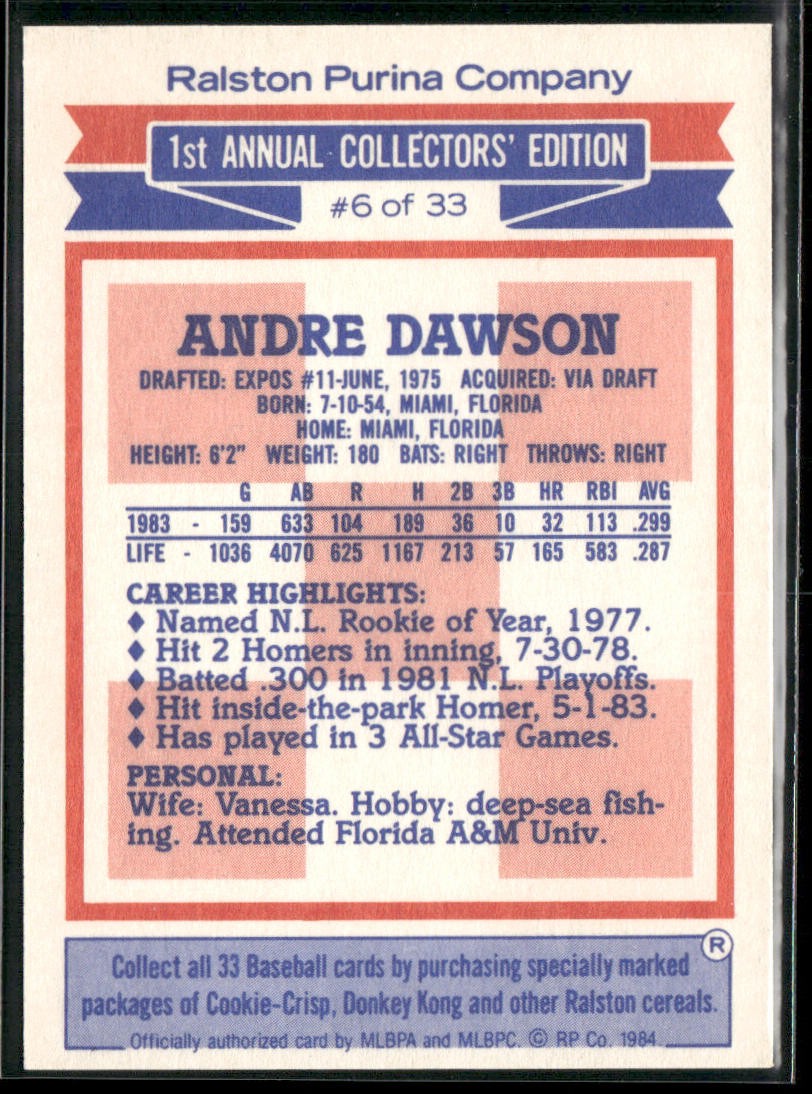 Ralston Purina Company
1st ANNUAL COLLECTORS' EDITION
#6 of 33
ANDRE DAWSON
DRAFTED: EXPOS #11-JUNE, 1975 ACQUIRED: VIA DRAFT
BORN: 7-10-54, MIAMI, FLORIDA
HOME: MIAMI, FLORIDA
HEIGHT: 6'2" WEIGHT: 180 BATS: RIGHT THROWS: RIGHT
G AB R H 2B 3B HR RBI AVG
1983 - 159 633 104 189 36 10 32 113 .299
LIFE - 1036 4070 625 1167 213 57 165 583 .287
CAREER HIGHLIGHTS:
♦ Named N.L. Rookie of Year, 1977.
♦ Hit 2 Homers in inning, 7-30-78.
♦ Batted .300 in 1981 N.L. Playoffs.
♦ Hit inside-the-park Homer, 5-1-83.
♦ Has played in 3 All-Star Games.
PERSONAL:
Wife: Vanessa. Hobby: deep-sea fish-
ing. Attended Florida A&M Univ.
®
Collect all 33 Baseball cards by purchasing specially marked
packages of Cookie-Crisp, Donkey Kong and other Ralston cereals.
Officially authorized card by MLBPA and MLBPC. © RP Co. 1984